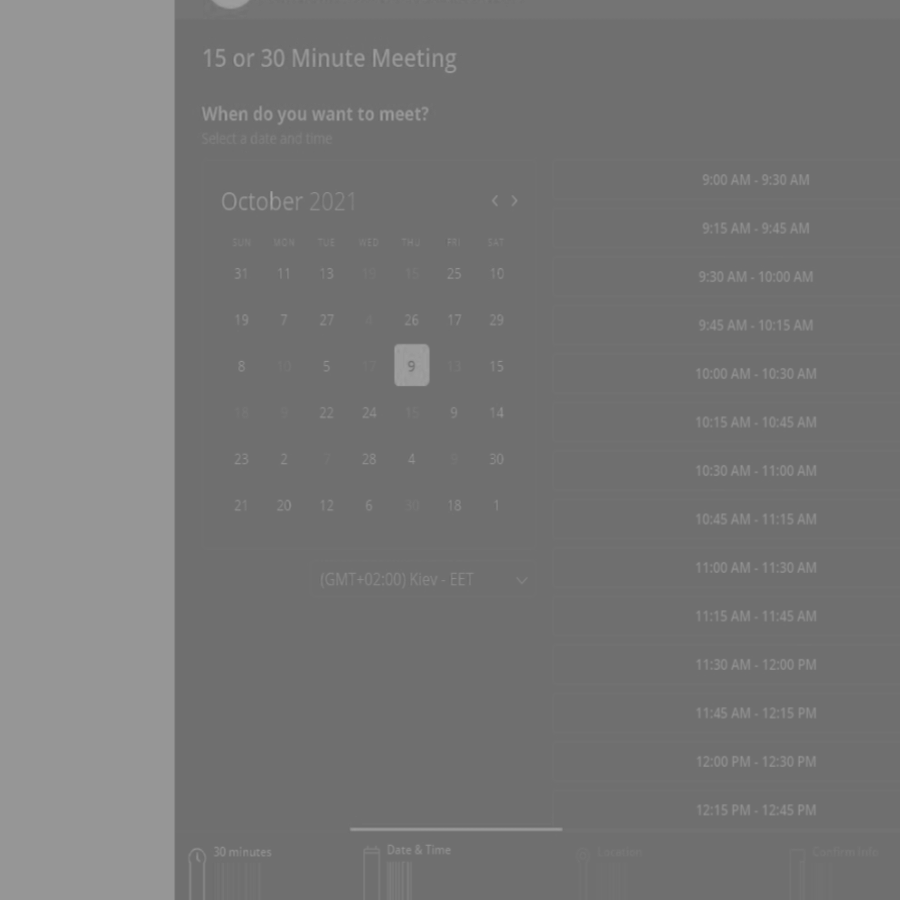 15 or 30 Minute Meeting
When do you want to meet?
Select a date and time
October 2021
SUN MON TUE WED THU FRI SAT
31 11 13 19 15 25 10
19 7 27 4 26 17 29
8 10 5 17 9 13 15
18 9 22 24 15 9 14
23 2 7 28 4 30
21 20 12 6 30 18 1
(GMT+02:00) Kiev - EET
9:00 AM - 9:30 AM
9:15 AM - 9:45 AM
9:30 AM - 10:00 AM
9:45 AM - 10:15 AM
10:00 AM - 10:30 AM
10:15 AM - 10:45 AM
10:30 AM - 11:00 AM
10:45 AM - 11:15 AM
11:00 AM - 11:30 AM
11:15 AM - 11:45 AM
11:30 AM - 12:00 PM
11:45 AM - 12:15 PM
12:00 PM - 12:30 PM
12:15 PM - 12:45 PM
30 minutes
Date & Time
Location
Confirm info